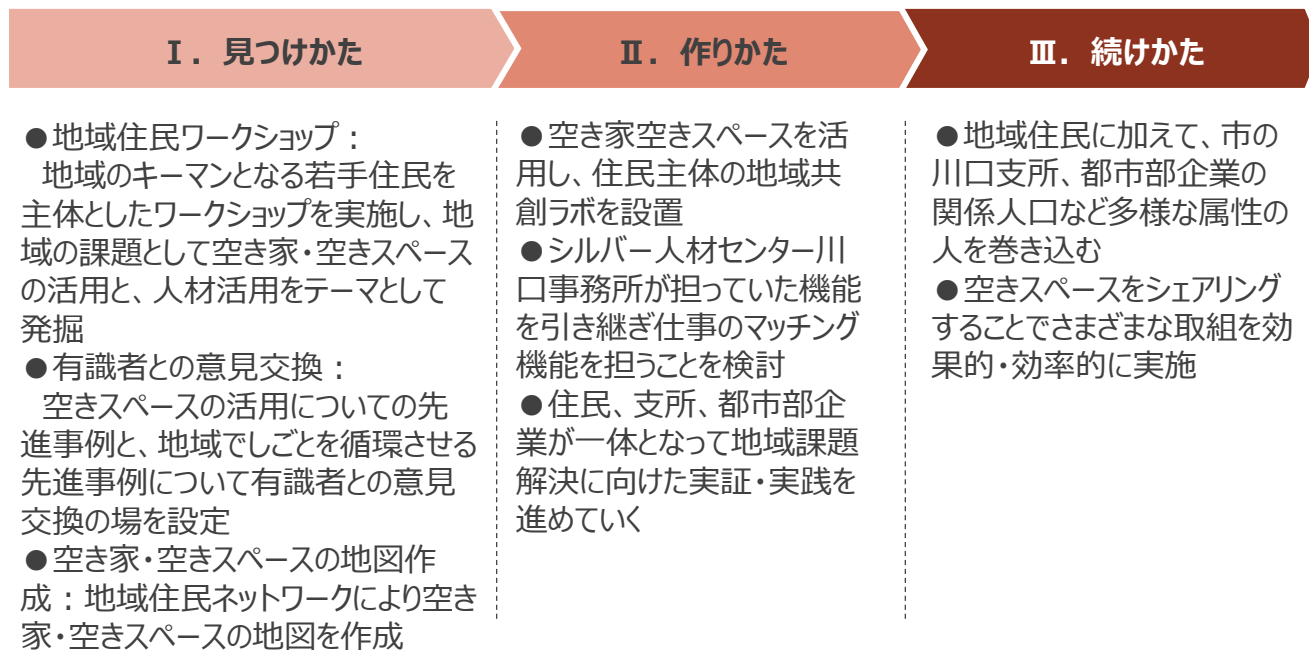 Ⅰ．見つけかた
Ⅱ．作りかた
Ⅲ．続けかた
●地域住民ワークショップ：
地域のキーマンとなる若手住民を
主体としたワークショップを実施し、地
域の課題として空き家・空きスペース
の活用と、人材活用をテーマとして
発掘
●有識者との意見交換：
空きスペースの活用についての先
進事例と、地域でしごとを循環させる
先進事例について有識者との意見
交換の場を設定
●空き家・空きスペースの地図作
成：地域住民ネットワークにより空き
家・空きスペースの地図を作成
●空き家空きスペースを活
用し、住民主体の地域共
創ラボを設置
●シルバー人材センター川
口事務所が担っていた機能
を引き継ぎ仕事のマッチング
機能を担うことを検討
●住民、支所、都市部企
業が一体となって地域課題
解決に向けた実証・実践を
進めていく
●地域住民に加えて、市の
川口支所、都市部企業の
関係人口など多様な属性の
人を巻き込む
●空きスペースをシェアリング
することでさまざまな取組を効
果的・効率的に実施